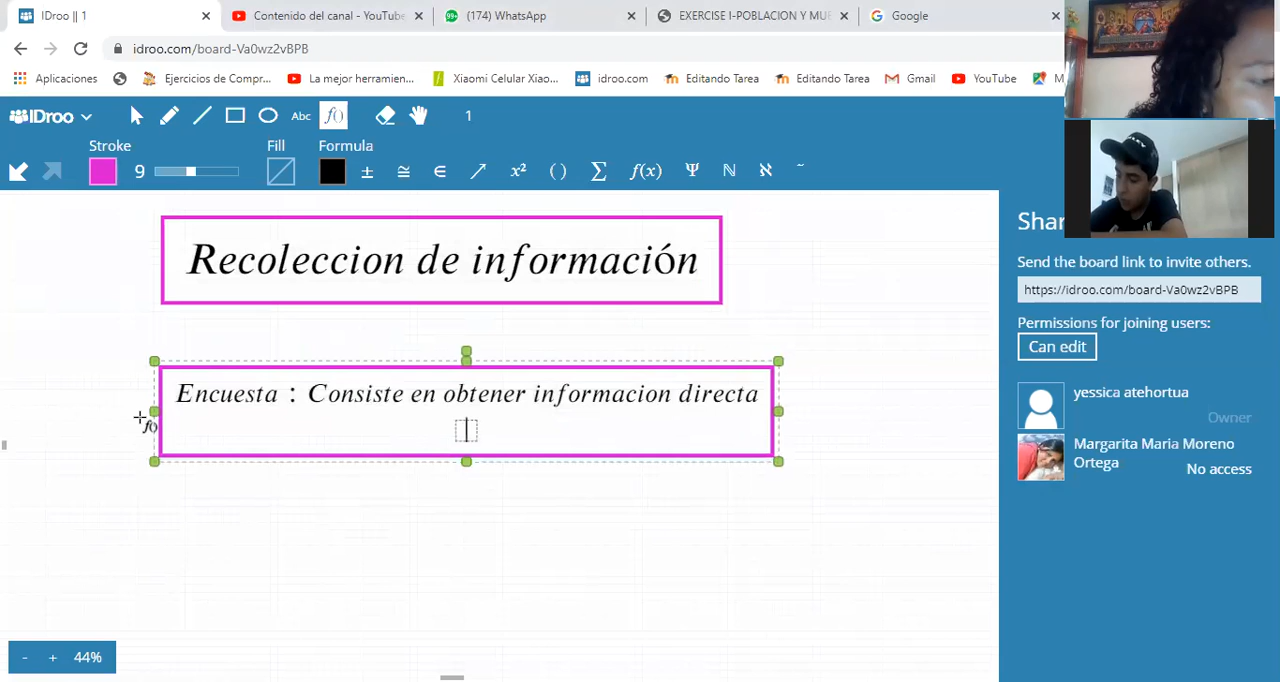 IDroo || 1
Contenido del canal - YouTube
(174) WhatsApp
EXERCISE I-POBLACION Y MUE
Google
idroo.com/board-Va0wz2vBPB
Aplicaciones
Ejercicios de Compr...
La mejor herramien...
Xiaomi Celular Xiao...
idroo.com
Editando Tarea
Editando Tarea
Gmail
YouTube
M
IDroo
Abc
f()
1
Stroke
Fill
Formula
9
± ≅ ∈ x² ( ) ∑ f(x) Ψ ℕ ℵ ~
Recoleccion de información
Encuesta : Consiste en obtener informacion directa
f()
Shar
Send the board link to invite others.
https://idroo.com/board-Va0wz2vBPB
Permissions for joining users:
Can edit
yessica atehortua
Owner
Margarita Maria Moreno
Ortega
No access
- + 44%